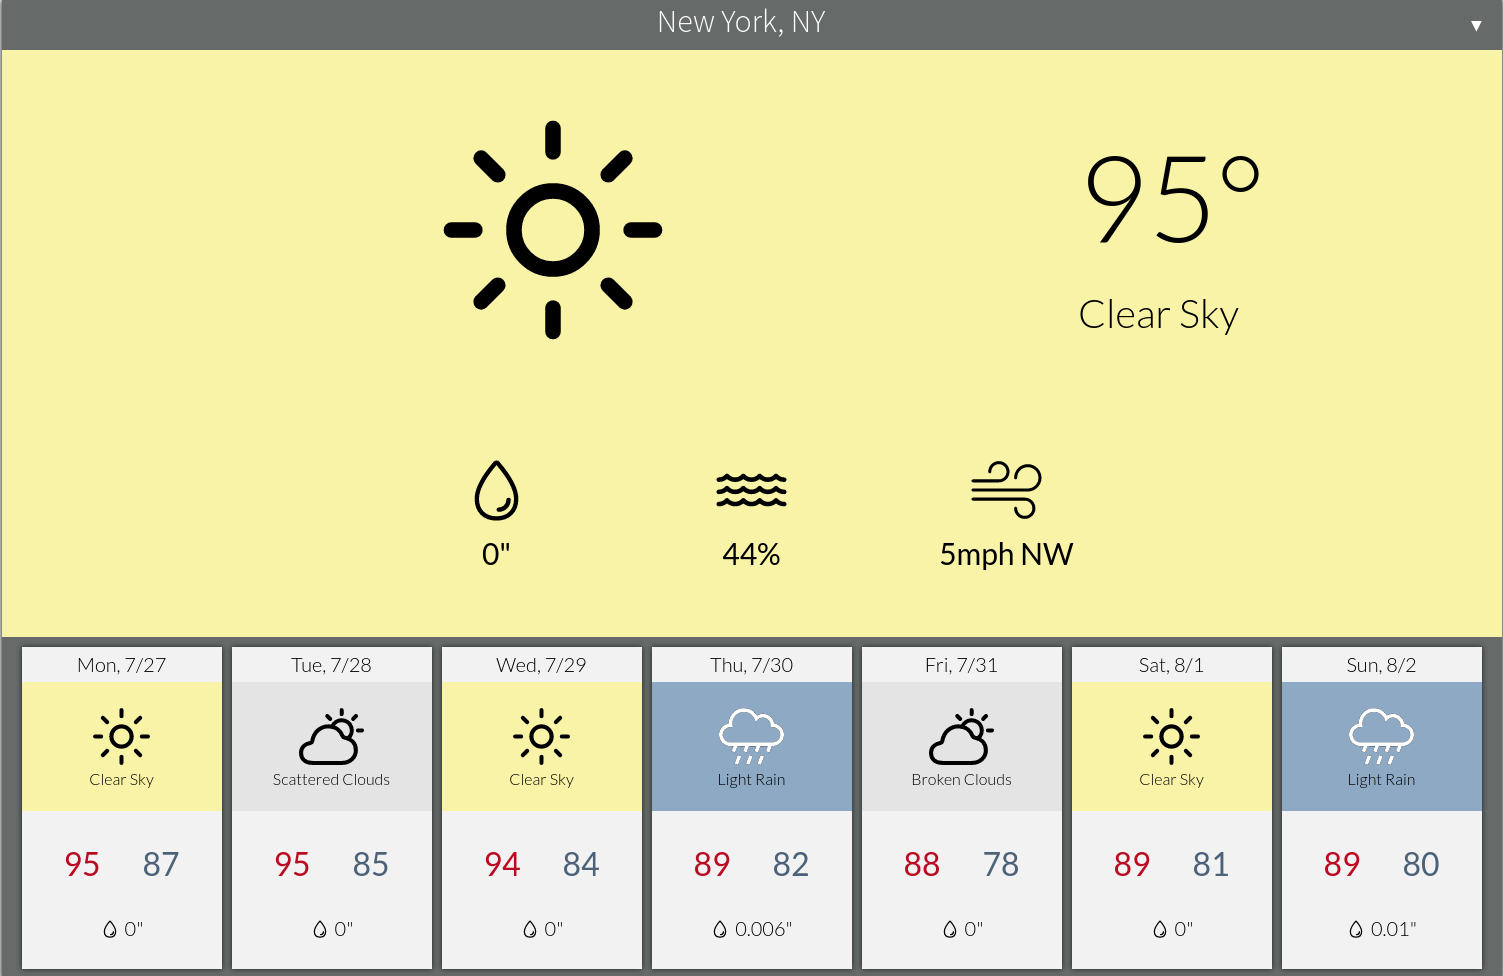 New York, NY ▼
95°
Clear Sky
0" 44% 5mph NW
Mon, 7/27 Tue, 7/28 Wed, 7/29 Thu, 7/30 Fri, 7/31 Sat, 8/1 Sun, 8/2
Clear Sky Scattered Clouds Clear Sky Light Rain Broken Clouds Clear Sky Light Rain
95 87 95 85 94 84 89 82 88 78 89 81 89 80
0" 0" 0" 0.006" 0" 0" 0.01"